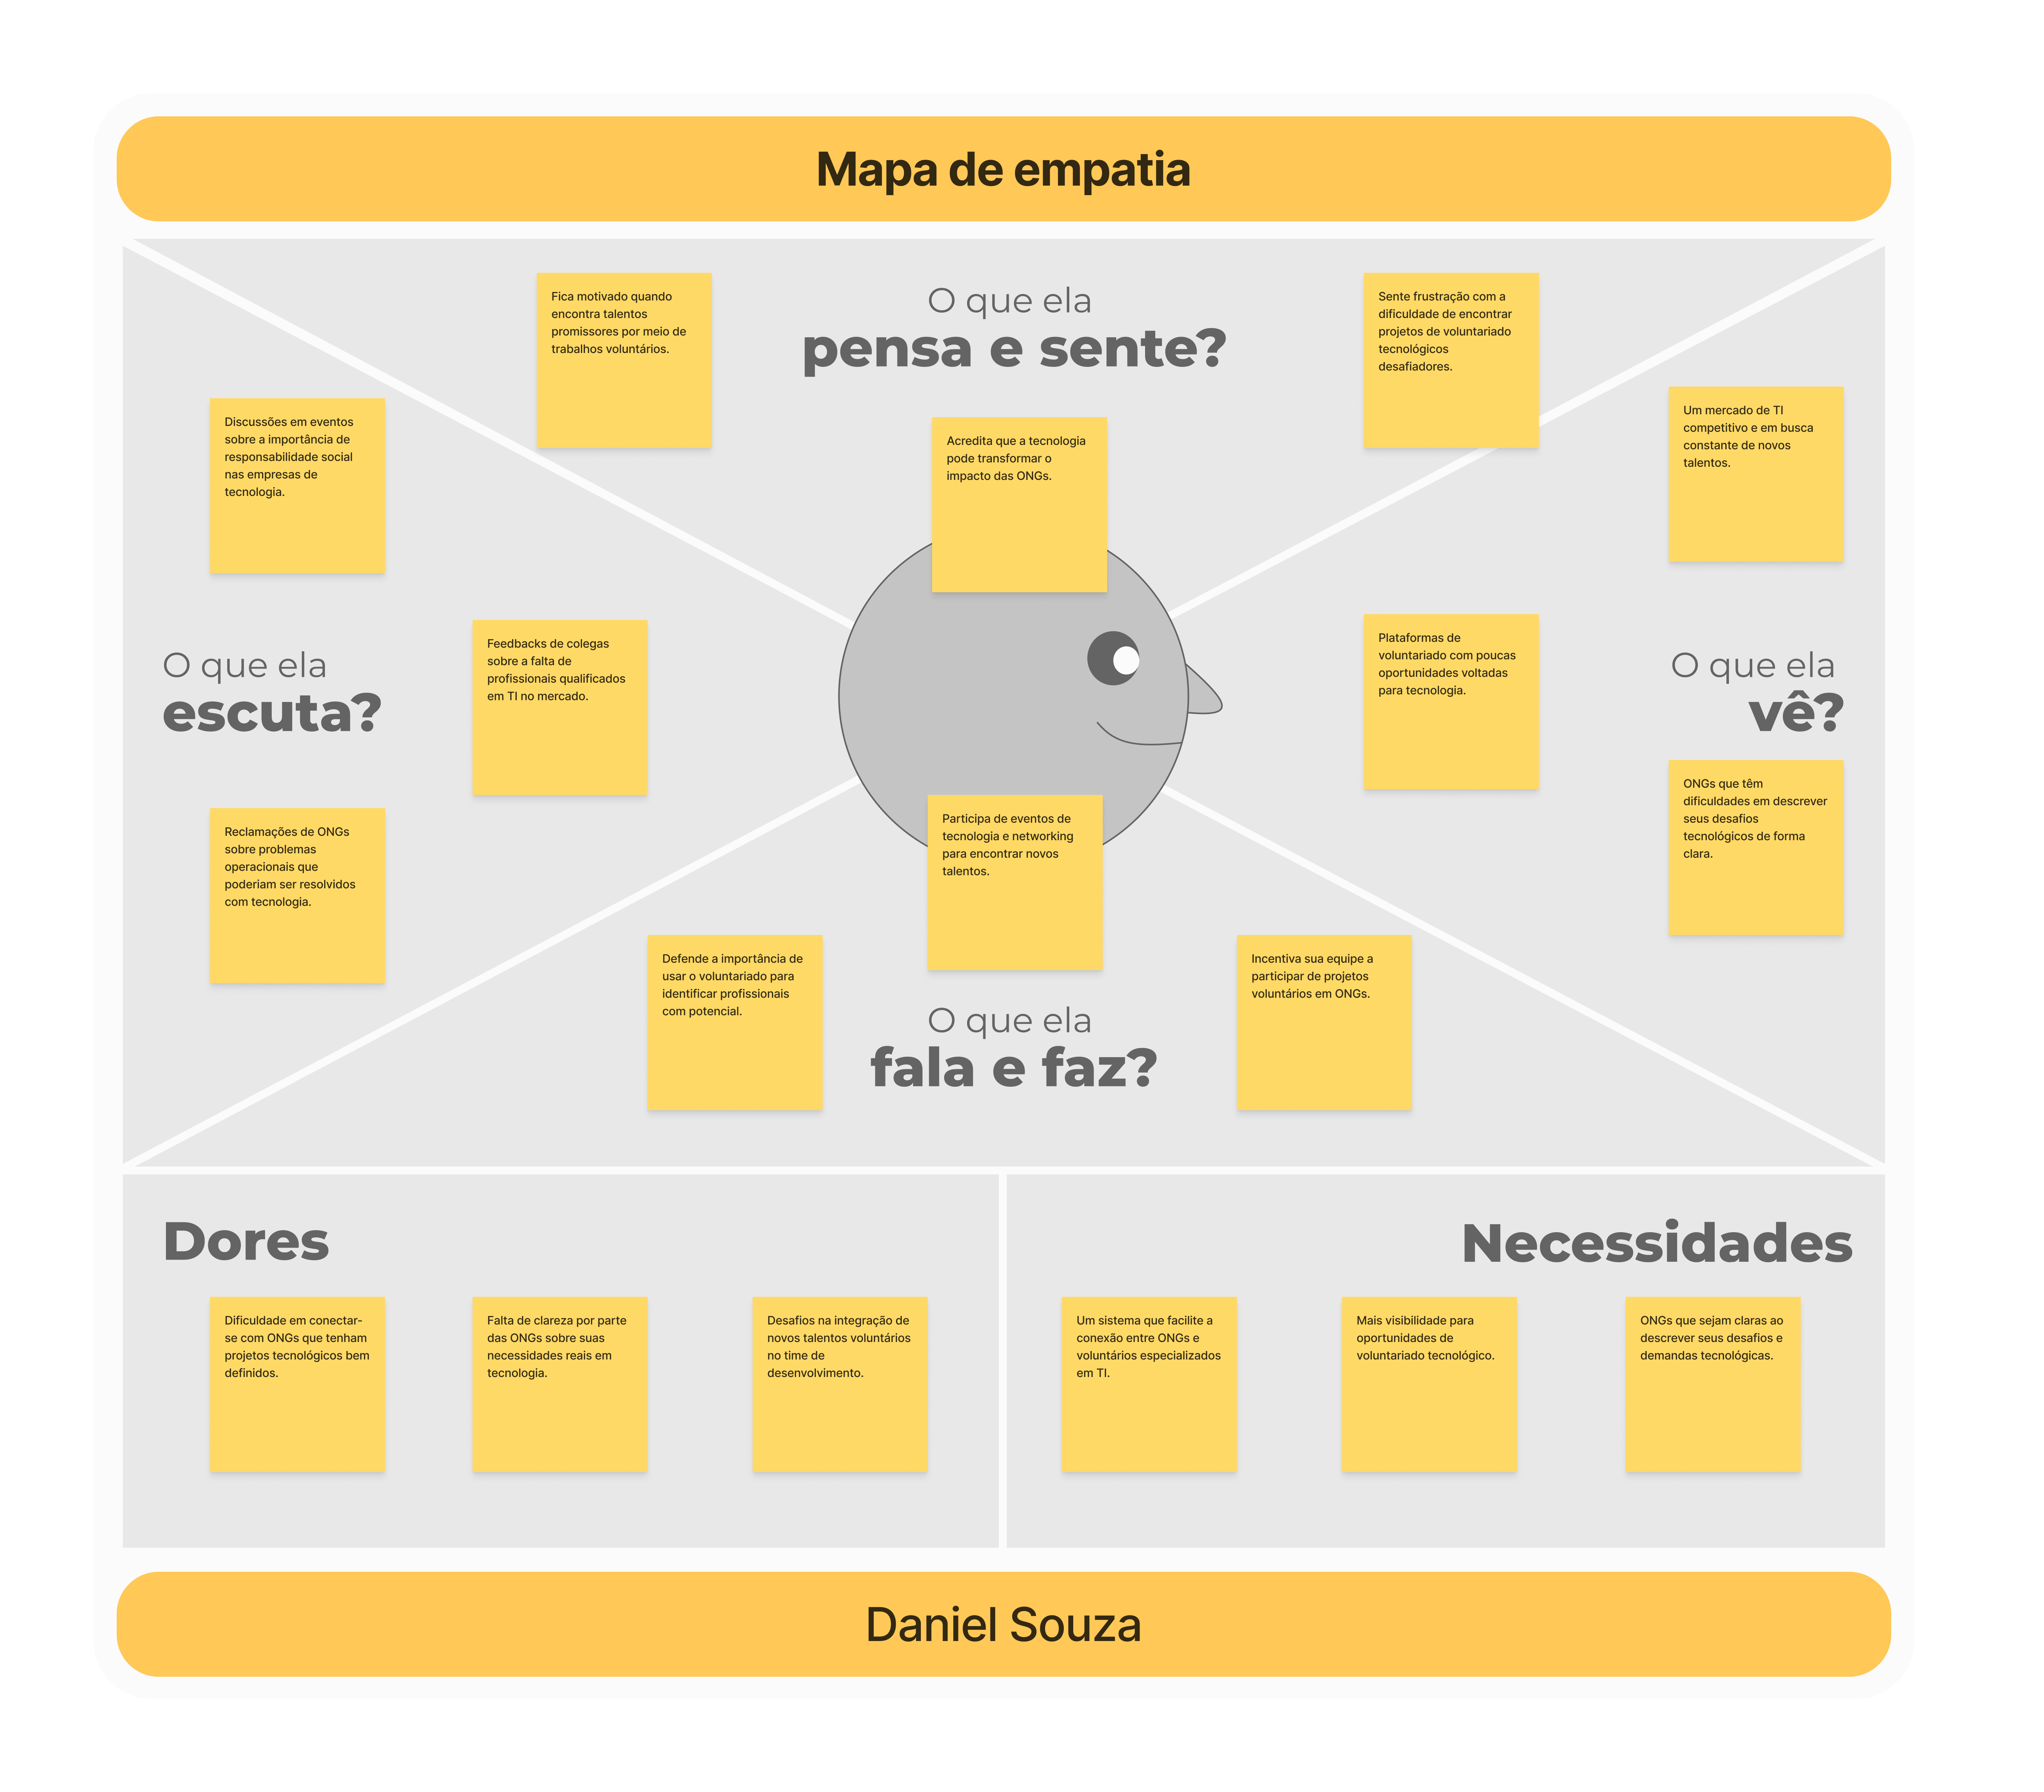 Mapa de empatia
O que ela
pensa e sente?
Fica motivado quando
encontra talentos
promissores por meio de
trabalhos voluntários.
Acredita que a tecnologia
pode transformar o
impacto das ONGs.
Sente frustração com a
dificuldade de encontrar
projetos de voluntariado
tecnológicos
desafiadores.
O que ela
escuta?
Discussões em eventos
sobre a importância de
responsabilidade social
nas empresas de
tecnologia.
Feedbacks de colegas
sobre a falta de
profissionais qualificados
em TI no mercado.
Reclamações de ONGs
sobre problemas
operacionais que
poderiam ser resolvidos
com tecnologia.
O que ela
vê?
Um mercado de TI
competitivo e em busca
constante de novos
talentos.
Plataformas de
voluntariado com poucas
oportunidades voltadas
para tecnologia.
ONGs que têm
dificuldades em descrever
seus desafios
tecnológicos de forma
clara.
O que ela
fala e faz?
Defende a importância de
usar o voluntariado para
identificar profissionais
com potencial.
Participa de eventos de
tecnologia e networking
para encontrar novos
talentos.
Incentiva sua equipe a
participar de projetos
voluntários em ONGs.
Dores
Dificuldade em conectar-
se com ONGs que tenham
projetos tecnológicos bem
definidos.
Falta de clareza por parte
das ONGs sobre suas
necessidades reais em
tecnologia.
Desafios na integração de
novos talentos voluntários
no time de
desenvolvimento.
Necessidades
Um sistema que facilite a
conexão entre ONGs e
voluntários especializados
em TI.
Mais visibilidade para
oportunidades de
voluntariado tecnológico.
ONGs que sejam claras ao
descrever seus desafios e
demandas tecnológicas.
Daniel Souza